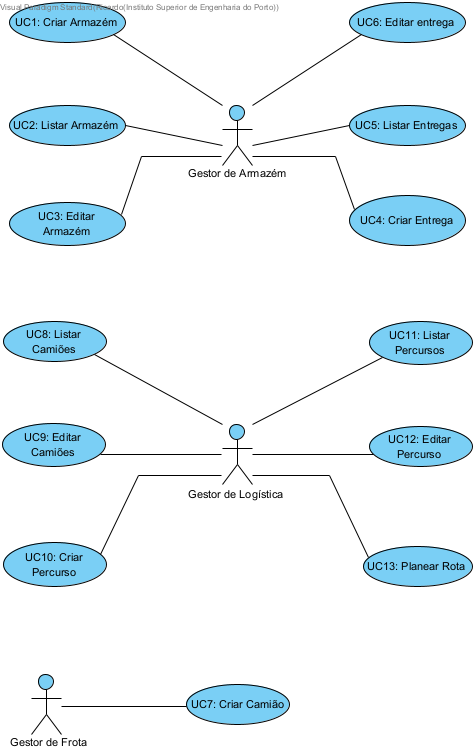 Visual Paradigm Standard(Ricardo(Instituto Superior de Engenharia do Porto))
UC1: Criar Armazém
UC6: Editar entrega
UC2: Listar Armazém
UC5: Listar Entregas
Gestor de Armazém
UC3: Editar
Armazém
UC4: Criar Entrega
UC8: Listar
Camiões
UC11: Listar
Percursos
UC9: Editar
Camiões
UC12: Editar
Percurso
Gestor de Logística
UC10: Criar
Percurso
UC13: Planear Rota
UC7: Criar Camião
Gestor de Frota